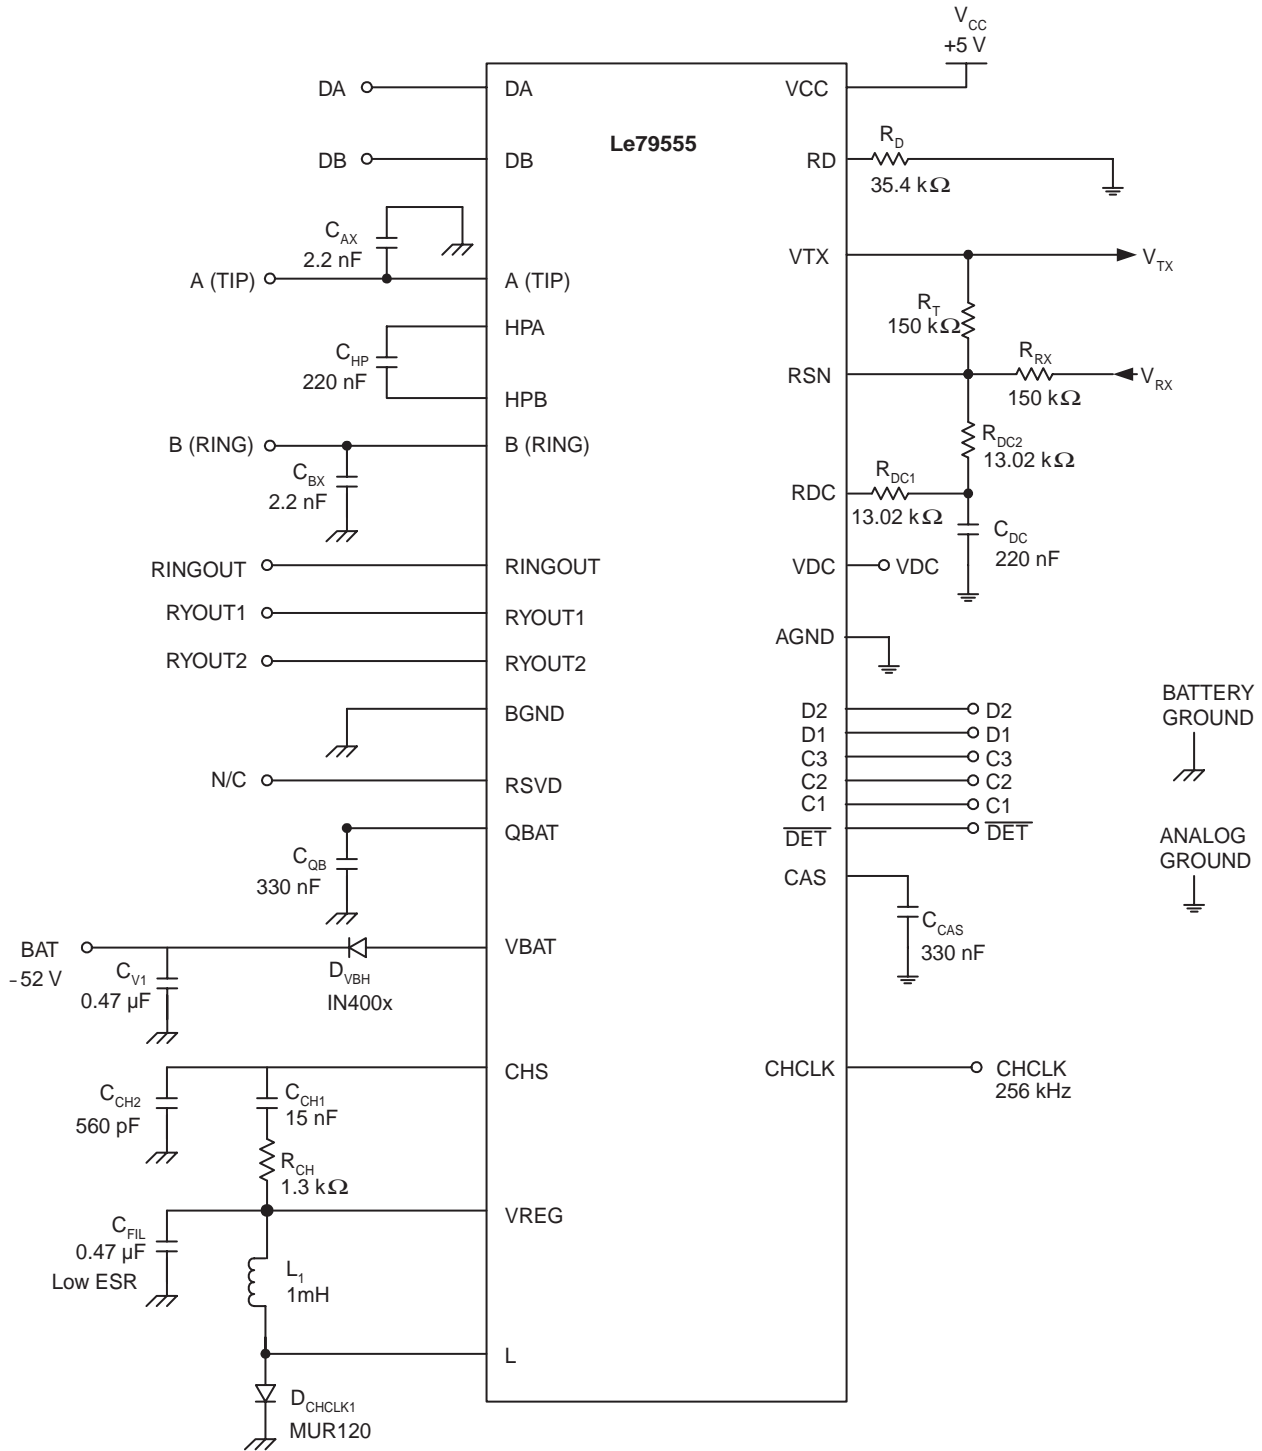 V_CC
+5 V
Le79555
DA
DA
DB
DB
C_AX
2.2 nF
A (TIP)
A (TIP)
HPA
C_HP
220 nF
HPB
B (RING)
B (RING)
C_BX
2.2 nF
RINGOUT
RINGOUT
RYOUT1
RYOUT1
RYOUT2
RYOUT2
BGND
N/C
RSVD
QBAT
C_QB
330 nF
BAT
-52 V
C_V1
0.47 µF
D_VBH
IN400x
VBAT
CHS
C_CH2
560 pF
C_CH1
15 nF
R_CH
1.3 kΩ
VREG
C_FIL
0.47 µF
Low ESR
L_1
1mH
L
D_CHCLK1
MUR120
VCC
RD
R_D
35.4 kΩ
VTX
V_TX
R_T
150 kΩ
RSN
R_RX
150 kΩ
V_RX
R_DC2
13.02 kΩ
RDC
R_DC1
13.02 kΩ
C_DC
220 nF
VDC
VDC
AGND
D2
D2
D1
D1
C3
C3
C2
C2
C1
C1
DET
DET
CAS
C_CAS
330 nF
CHCLK
CHCLK
256 kHz
BATTERY
GROUND
ANALOG
GROUND